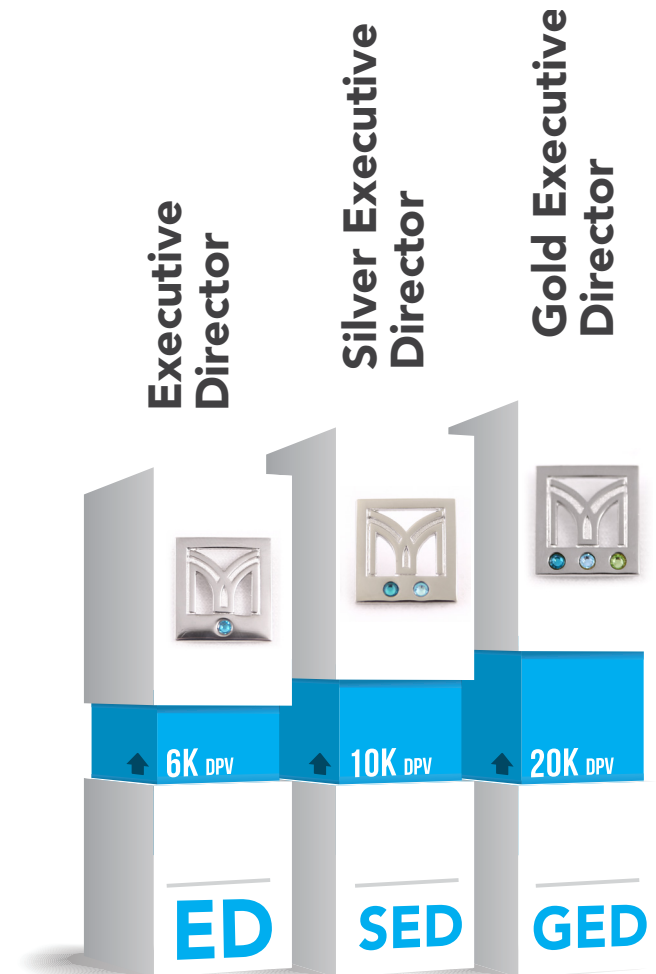 Executive
Director
Silver Executive
Director
Gold Executive
Director
6K DPV
10K DPV
20K DPV
ED
SED
GED